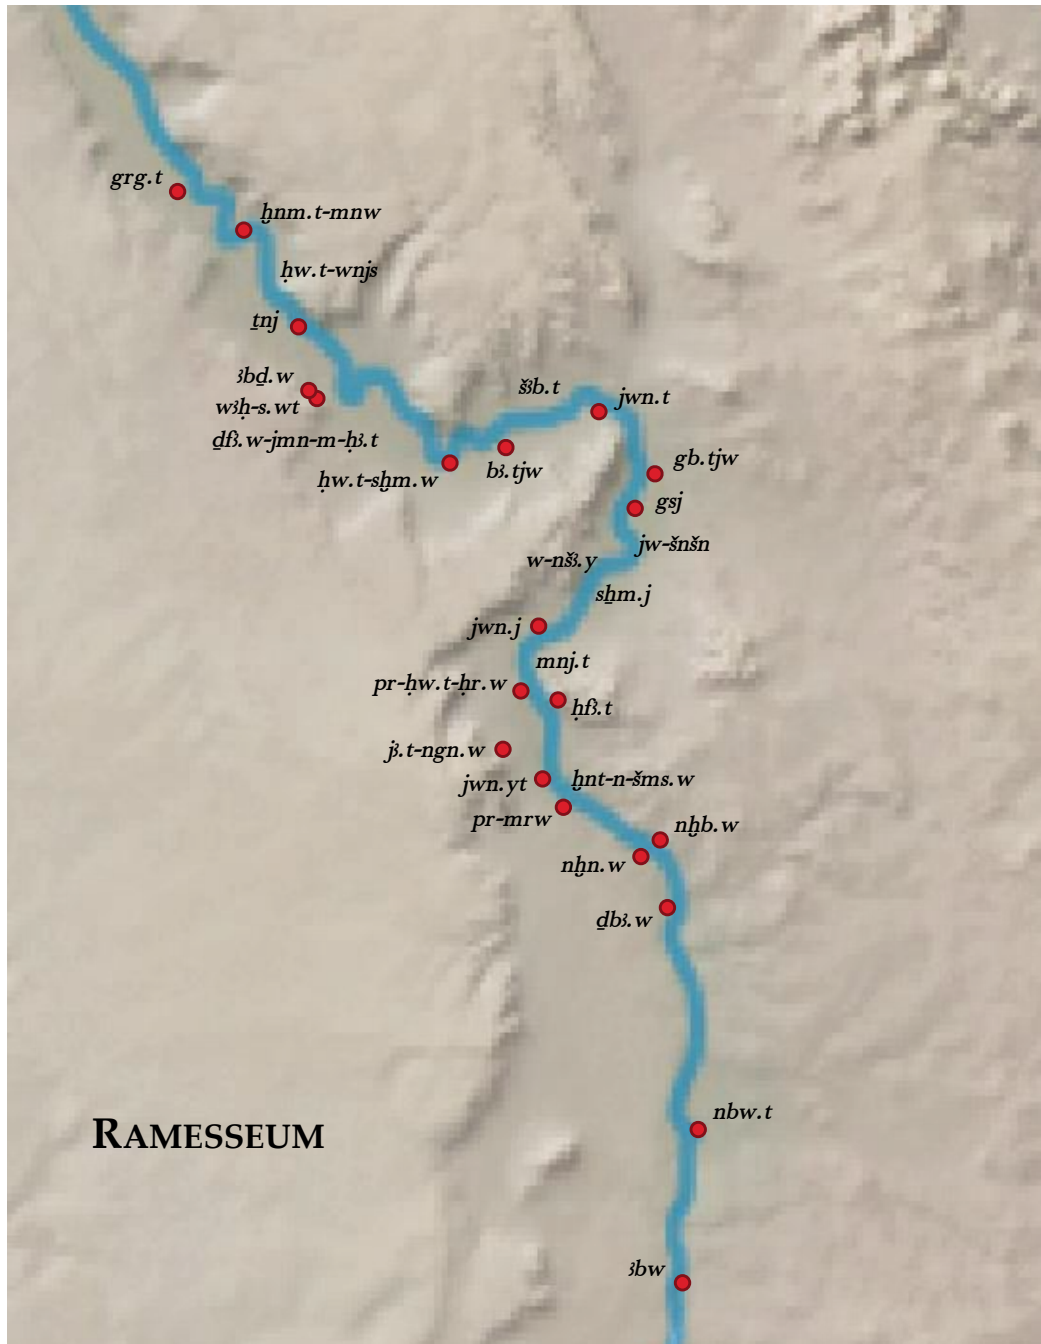 grg.t
ḫnm.t-mnw
ḥw.t-wnjs
ṯnj
ꜣbḏ.w
wꜣḥ-s.wt
ḏfꜣ.w-jmn-m-ḥꜣ.t
šꜣb.t
jwn.t
ḥw.t-sḫm.w
bꜣ.tjw
gb.tjw
gsj
jw-šnšn
w-nšꜣ.y
sẖm.j
jwn.j
mnj.t
pr-ḥw.t-ḥr.w
ḥfꜣ.t
jꜣ.t-ngn.w
jwn.yt
ḫnt-n-šms.w
pr-mrw
nḫb.w
nḫn.w
ḏbꜣ.w
nbw.t
RAMESSEUM
ꜣbw